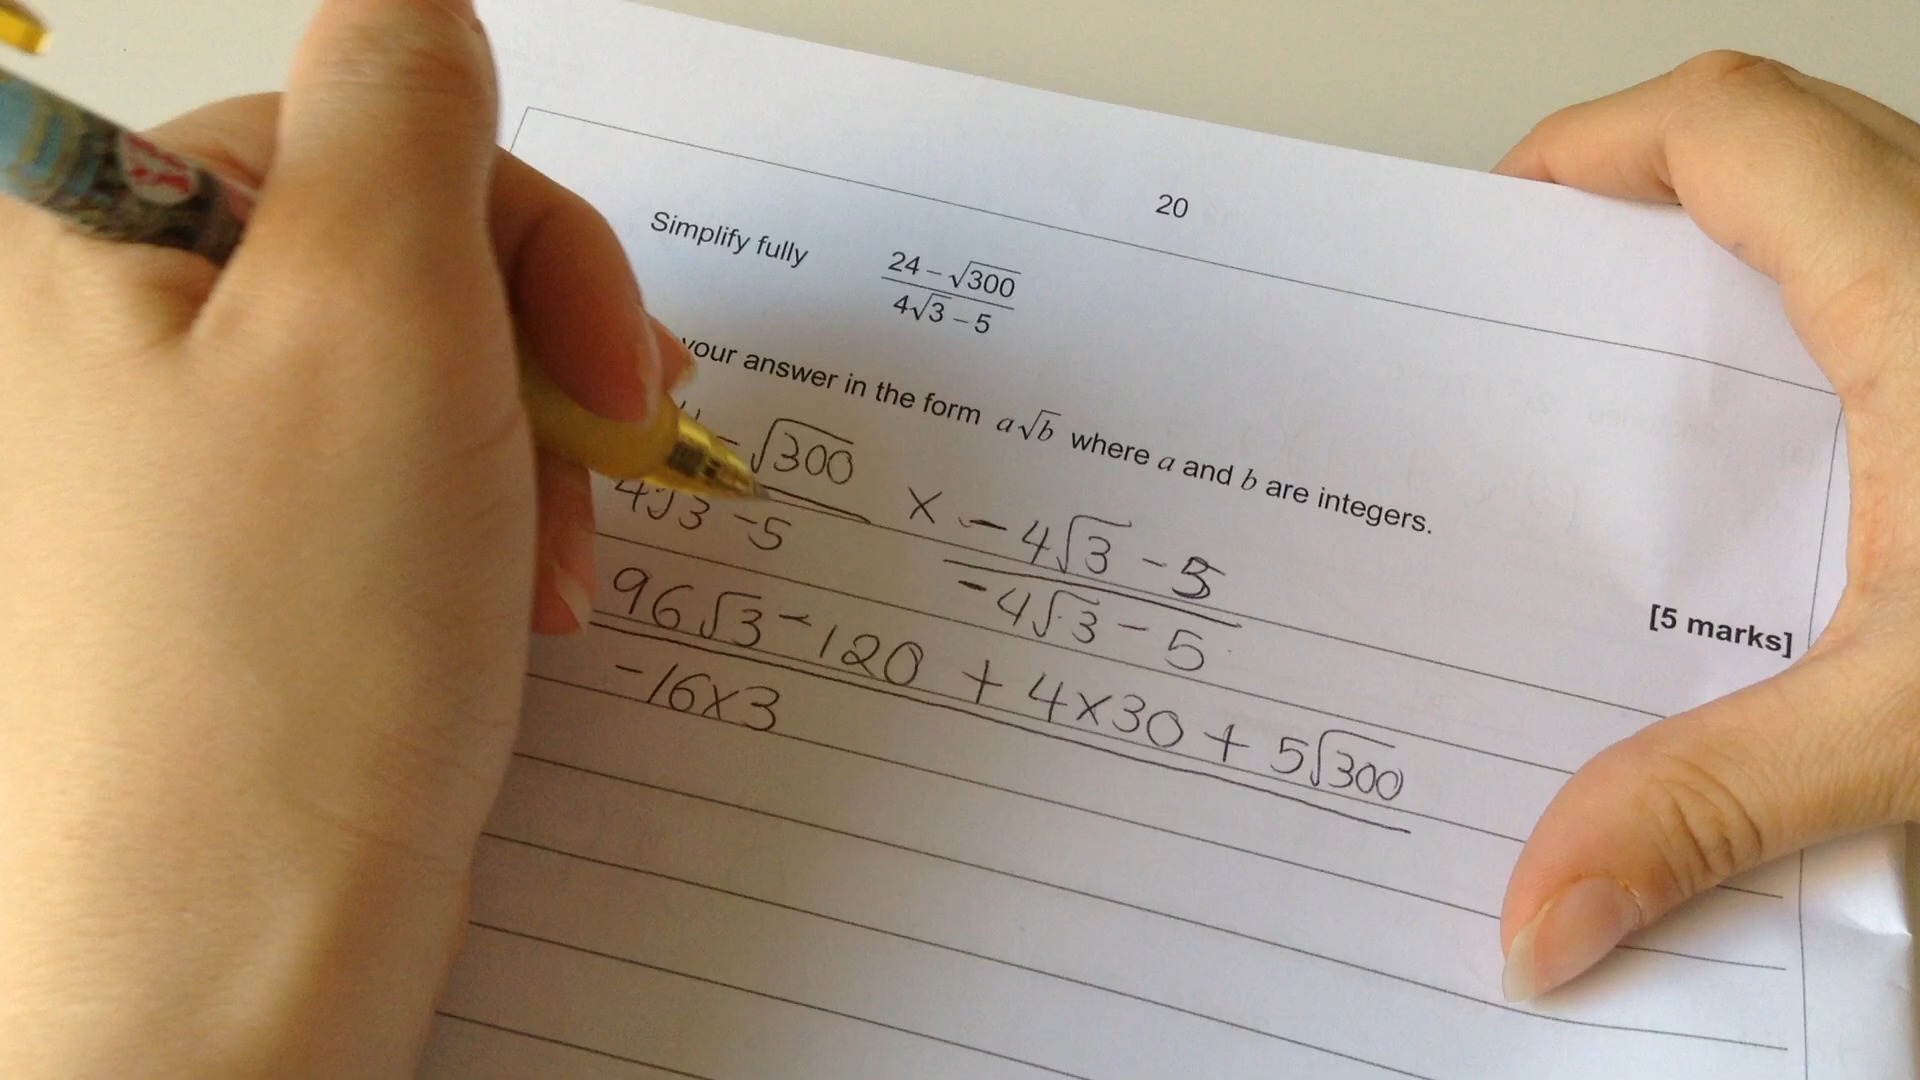 20
Simplify fully
24 – √300
4√3 – 5
your answer in the form a√b where a and b are integers.
[5 marks]
– √300 × – 4√3 – 5
4√3 – 5 – 4√3 – 5
96√3 – 120 + 4×30 + 5√300
–16×3